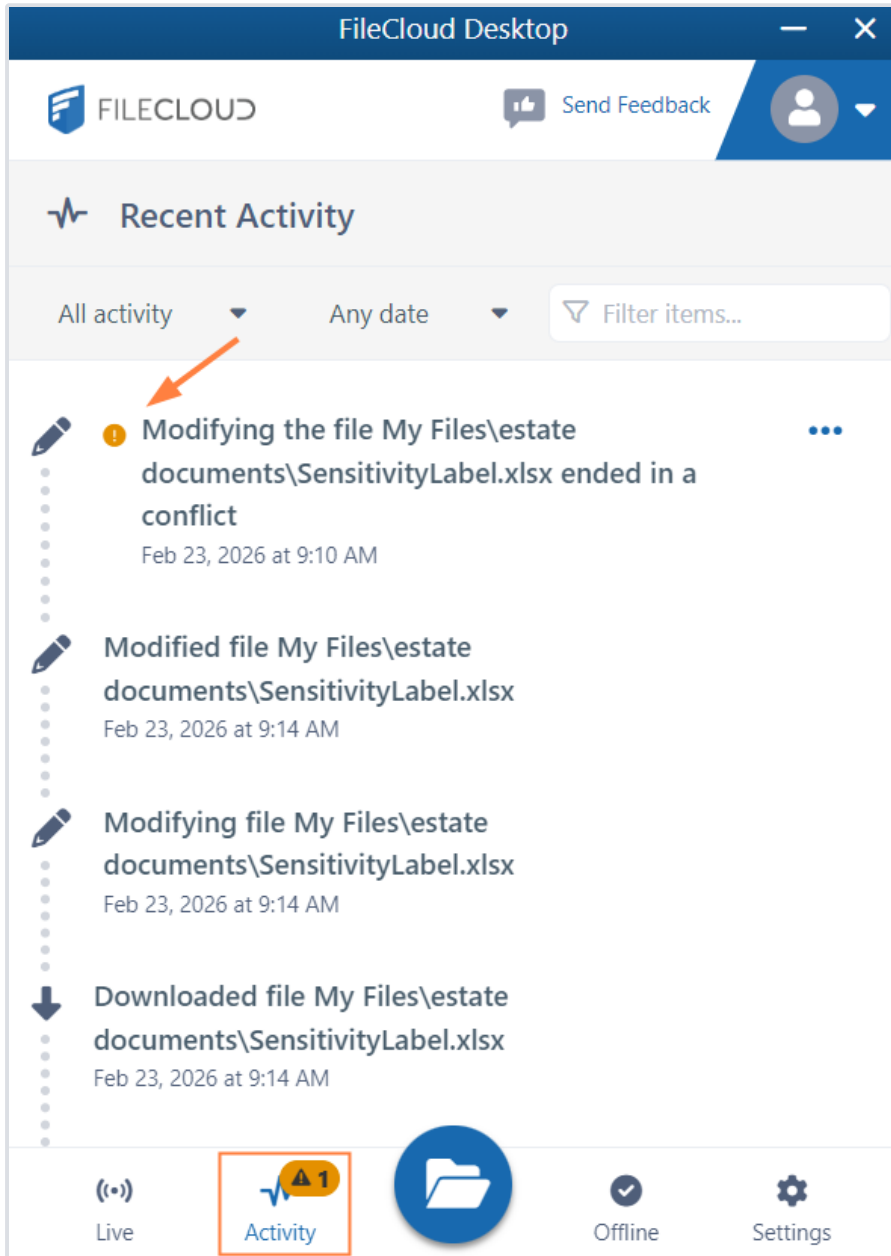 FileCloud Desktop
FILECLOUD
Send Feedback
Recent Activity
All activity
Any date
Filter items...
Modifying the file My Files\estate
documents\SensitivityLabel.xlsx ended in a
conflict
Feb 23, 2026 at 9:10 AM
Modified file My Files\estate
documents\SensitivityLabel.xlsx
Feb 23, 2026 at 9:14 AM
Modifying file My Files\estate
documents\SensitivityLabel.xlsx
Feb 23, 2026 at 9:14 AM
Downloaded file My Files\estate
documents\SensitivityLabel.xlsx
Feb 23, 2026 at 9:14 AM
1
Live
Activity
Offline
Settings